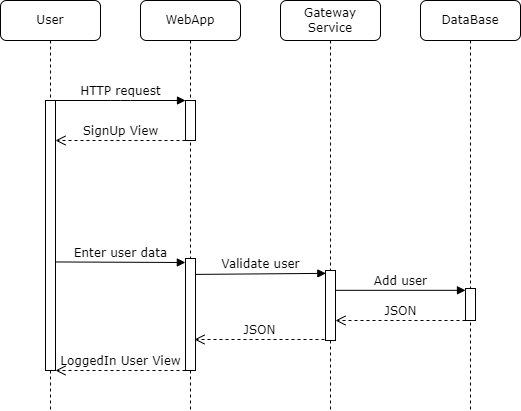 User
WebApp
Gateway
Service
DataBase
HTTP request
SignUp View
Enter user data
Validate user
Add user
JSON
JSON
LoggedIn User View